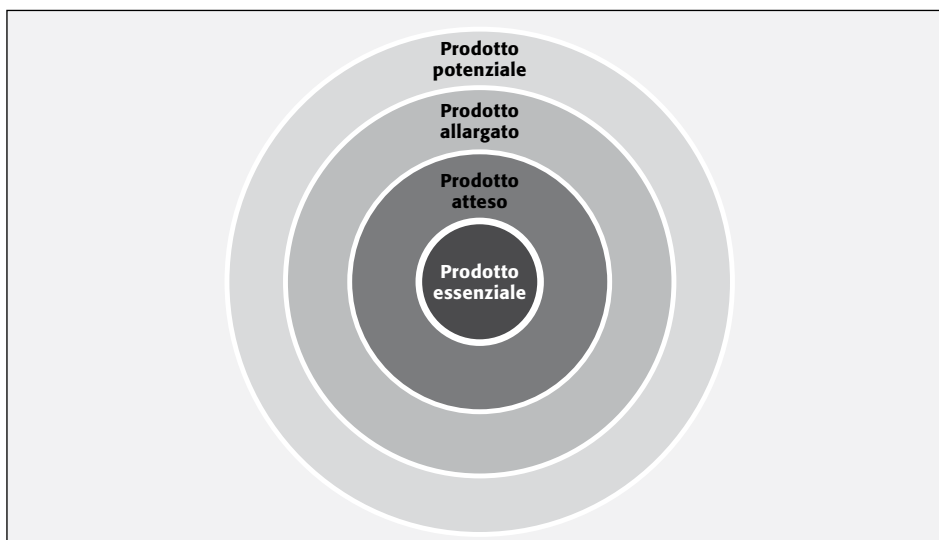 Prodotto
potenziale
Prodotto
allargato
Prodotto
atteso
Prodotto
essenziale